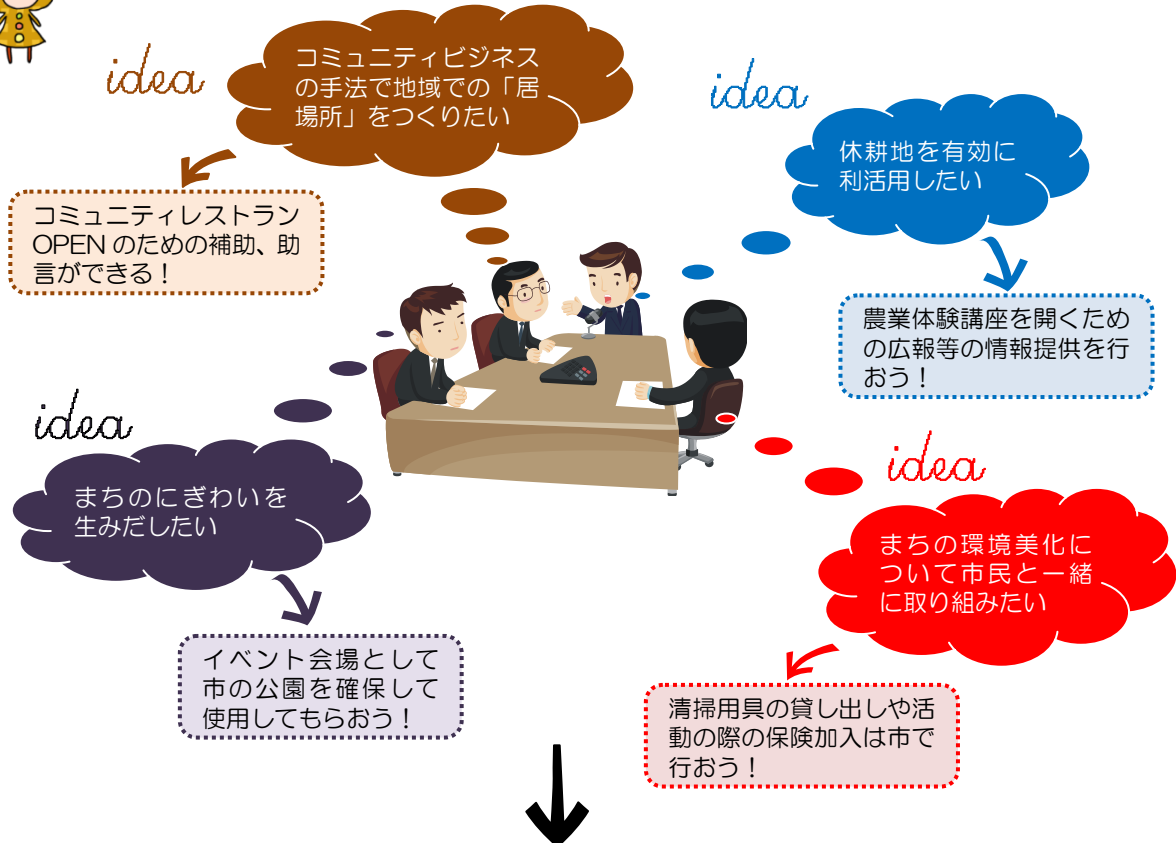 idea
コミュニティビジネス
の手法で地域での「居
場所」をつくりたい
コミュニティレストラン
OPEN のための補助、助
言ができる！
idea
休耕地を有効に
利活用したい
農業体験講座を開くため
の広報等の情報提供を行
おう！
idea
まちのにぎわいを
生みだしたい
イベント会場として
市の公園を確保して
使用してもらおう！
idea
まちの環境美化に
ついて市民と一緒
に取り組みたい
清掃用具の貸し出しや活
動の際の保険加入は市で
行おう！